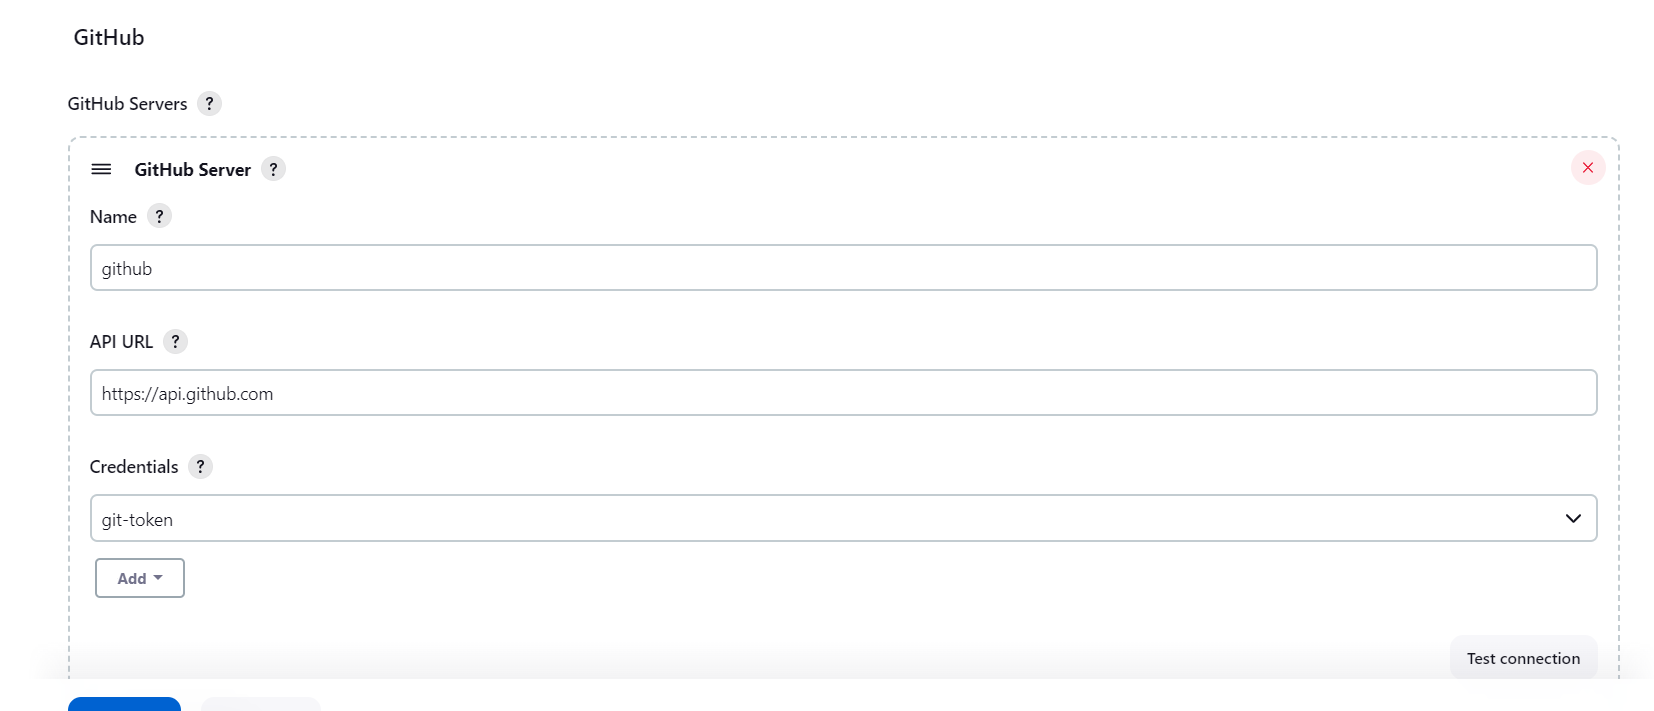 GitHub
GitHub Servers ?
GitHub Server ?
Name ?
github
API URL ?
https://api.github.com
Credentials ?
git-token
Add
Test connection